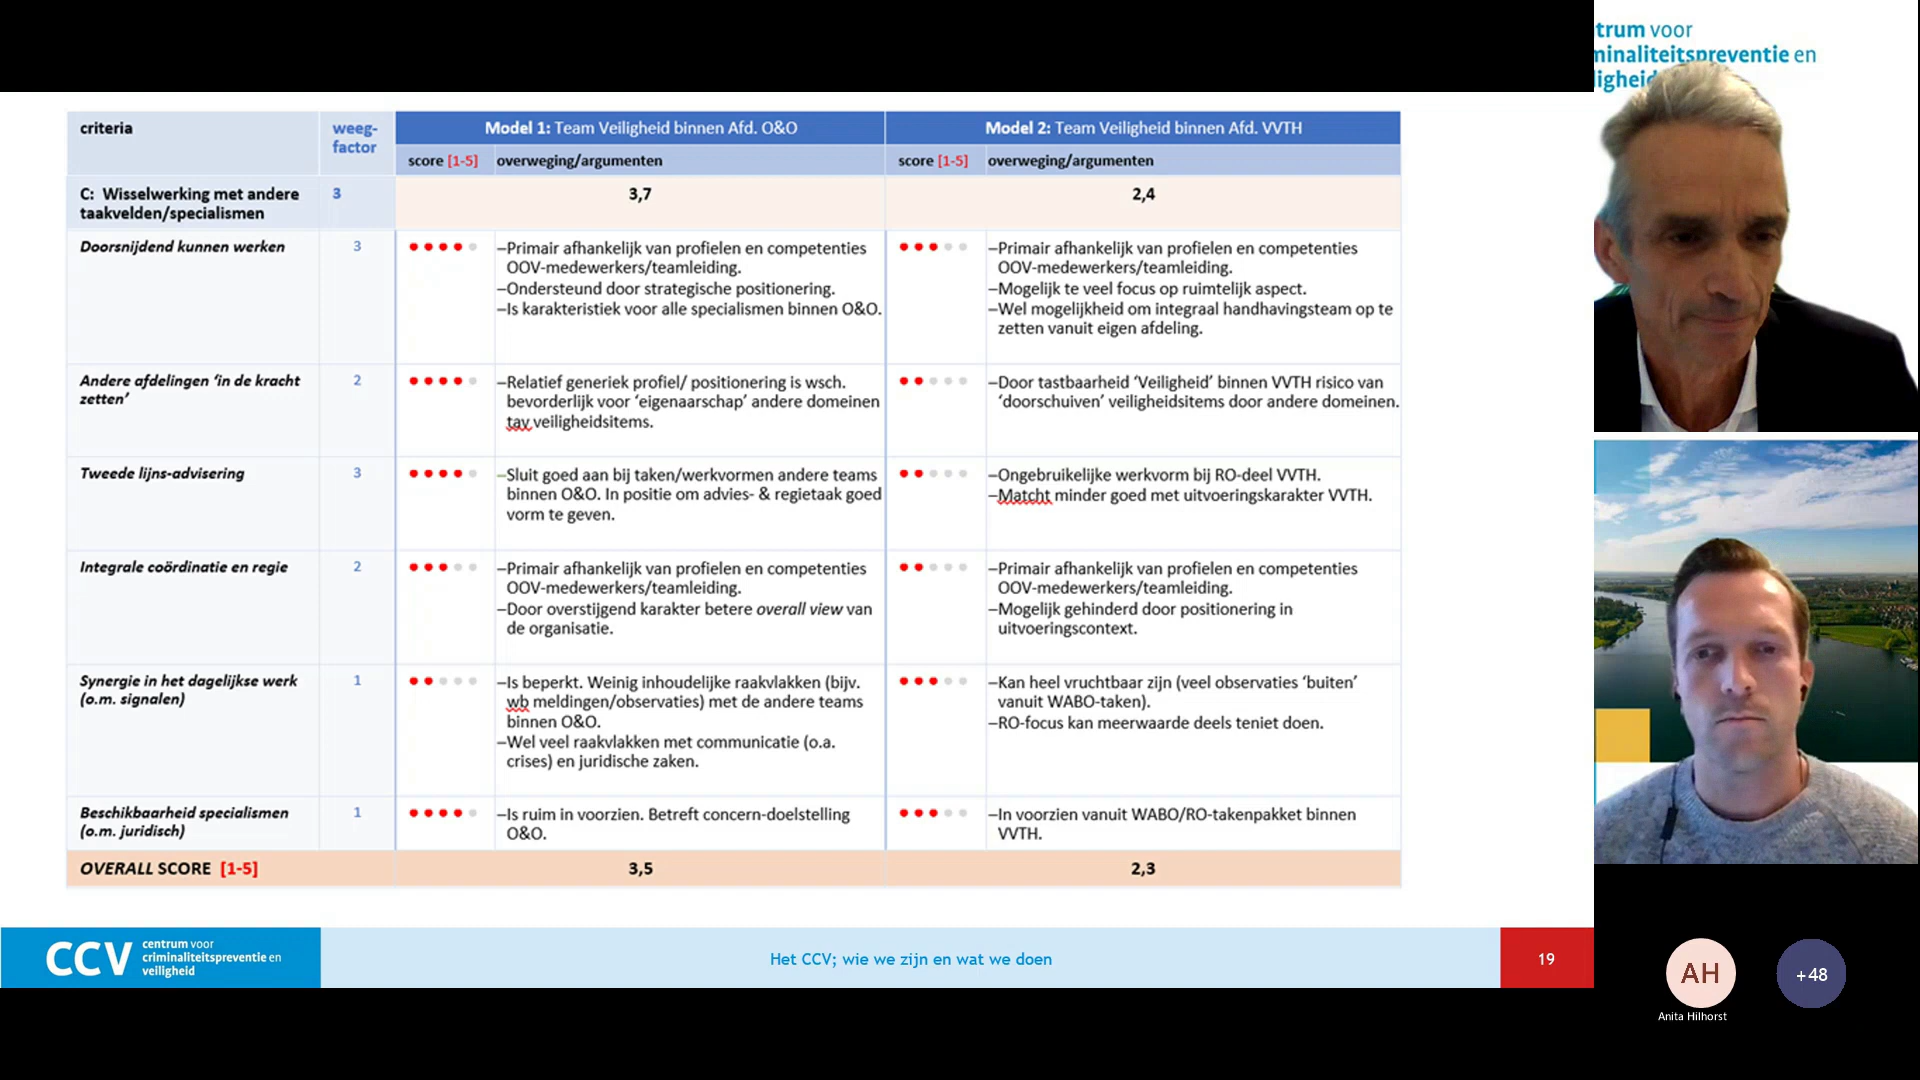 criteria
weeg-
factor
Model 1: Team Veiligheid binnen Afd. O&O
Model 2: Team Veiligheid binnen Afd. VVTH
score [1-5]
overweging/argumenten
score [1-5]
overweging/argumenten
C: Wisselwerking met andere
taakvelden/specialismen
3
3,7
2,4
Doorsnijdend kunnen werken
3
–Primair afhankelijk van profielen en competenties
OOV-medewerkers/teamleiding.
–Ondersteund door strategische positionering.
–Is karakteristiek voor alle specialismen binnen O&O.
–Primair afhankelijk van profielen en competenties
OOV-medewerkers/teamleiding.
–Mogelijk te veel focus op ruimtelijk aspect.
–Wel mogelijkheid om integraal handhavingsteam op te
zetten vanuit eigen afdeling.
Andere afdelingen ‘in de kracht
zetten’
2
–Relatief generiek profiel/ positionering is wsch.
bevorderlijk voor ‘eigenaarschap’ andere domeinen
tav veiligheidsitems.
–Door tastbaarheid ‘Veiligheid’ binnen VVTH risico van
‘doorschuiven’ veiligheidsitems door andere domeinen.
Tweede lijns-advisering
3
–Sluit goed aan bij taken/werkvormen andere teams
binnen O&O. In positie om advies- & regietaak goed
vorm te geven.
–Ongebruikelijke werkvorm bij RO-deel VVTH.
–Matcht minder goed met uitvoeringskarakter VVTH.
Integrale coördinatie en regie
2
–Primair afhankelijk van profielen en competenties
OOV-medewerkers/teamleiding.
–Door overstijgend karakter betere overall view van
de organisatie.
–Primair afhankelijk van profielen en competenties
OOV-medewerkers/teamleiding.
–Mogelijk gehinderd door positionering in
uitvoeringscontext.
Synergie in het dagelijkse werk
(o.m. signalen)
1
–Is beperkt. Weinig inhoudelijke raakvlakken (bijv.
wb meldingen/observaties) met de andere teams
binnen O&O.
–Wel veel raakvlakken met communicatie (o.a.
crises) en juridische zaken.
–Kan heel vruchtbaar zijn (veel observaties ‘buiten’
vanuit WABO-taken).
–RO-focus kan meerwaarde deels teniet doen.
Beschikbaarheid specialismen
(o.m. juridisch)
1
–Is ruim in voorzien. Betreft concern-doelstelling
O&O.
–In voorzien vanuit WABO/RO-takenpakket binnen
VVTH.
OVERALL SCORE [1-5]
3,5
2,3
CCV
centrum voor
criminaliteitspreventie en
veiligheid
Het CCV; wie we zijn en wat we doen
19
trum voor
minaliteitspreventie en
ligheid
AH
Anita Hilhorst
+48